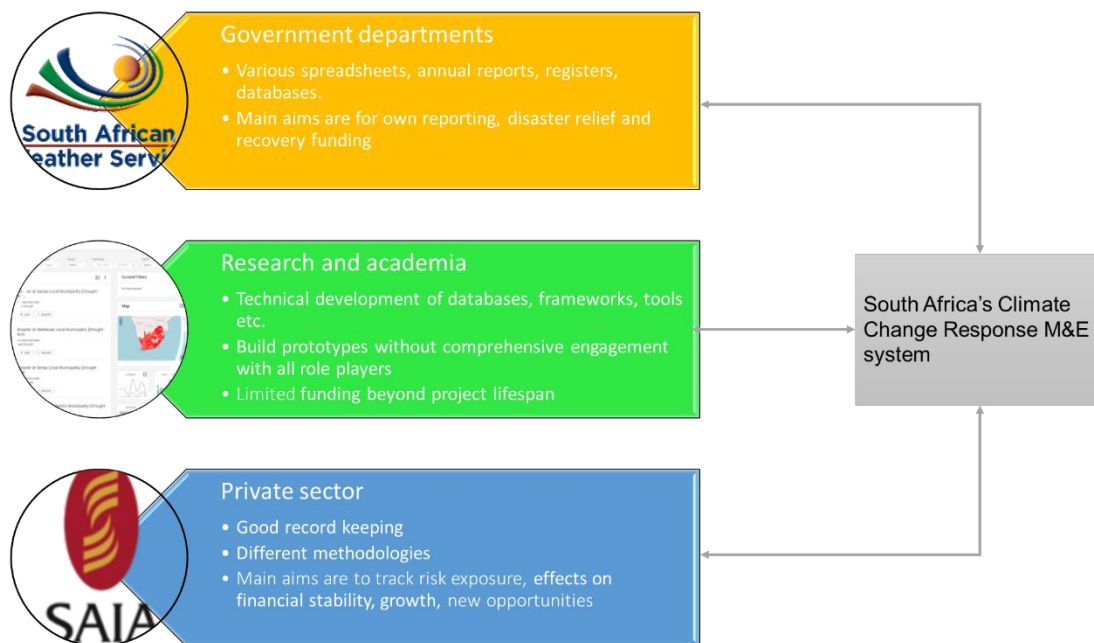 South African
eather Servi
Government departments
• Various spreadsheets, annual reports, registers,
databases.
• Main aims are for own reporting, disaster relief and
recovery funding
Research and academia
• Technical development of databases, frameworks, tools
etc.
• Build prototypes without comprehensive engagement
with all role players
• Limited funding beyond project lifespan
Map
Private sector
• Good record keeping
• Different methodologies
• Main aims are to track risk exposure, effects on
financial stability, growth, new opportunities
SAIA
South Africa's Climate
Change Response M&E
system